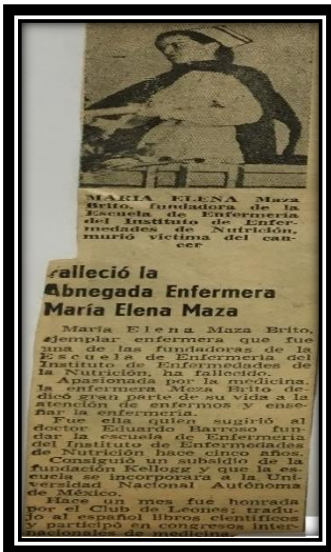 MARIA ELENA Maza
Brito, fundadora de la
Escuela de Enfermería
del Instituto de Enfer-
medades de Nutrición,
murió víctima del can-
cer
Falleció la
Abnegada Enfermera
María Elena Maza
María Elena Maza Brito,
ejemplar enfermera que fue
una de las fundadoras de la
Escuela de Enfermería del
Instituto de Enfermedades de
la Nutrición, ha fallecido.
Apasionada por la medicina,
la enfermera Meza Brito de-
dicó gran parte de su vida a la
atención de enfermos y ense-
ñar la enfermería.
Fue ella quien sugirió al
doctor Eduardo Barroso fun-
dar la escuela de Enfermería
del Instituto de Enfermedades
de Nutrición hace cinco años.
Consiguió un subsidio de la
fundación Kellogg y que la es-
cuela se incorporara a la Uni-
versidad Nacional Autónoma
de México.
Hace un mes fue honrada
por el Club de Leones; tradu-
jo al español libros científicos
y participó en congresos inter-
nacionales de medicina.